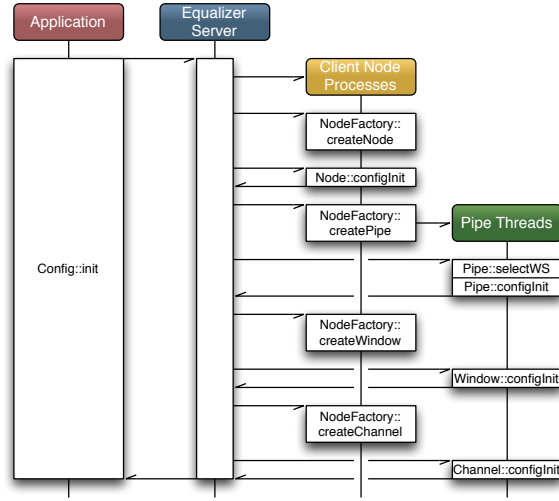 Application
Equalizer
Server
Client Node
Processes
NodeFactory::
createNode
Node::configInit
NodeFactory::
createPipe
Pipe Threads
Config::init
Pipe::selectWS
Pipe::configInit
NodeFactory::
createWindow
Window::configInit
NodeFactory::
createChannel
Channel::configInit